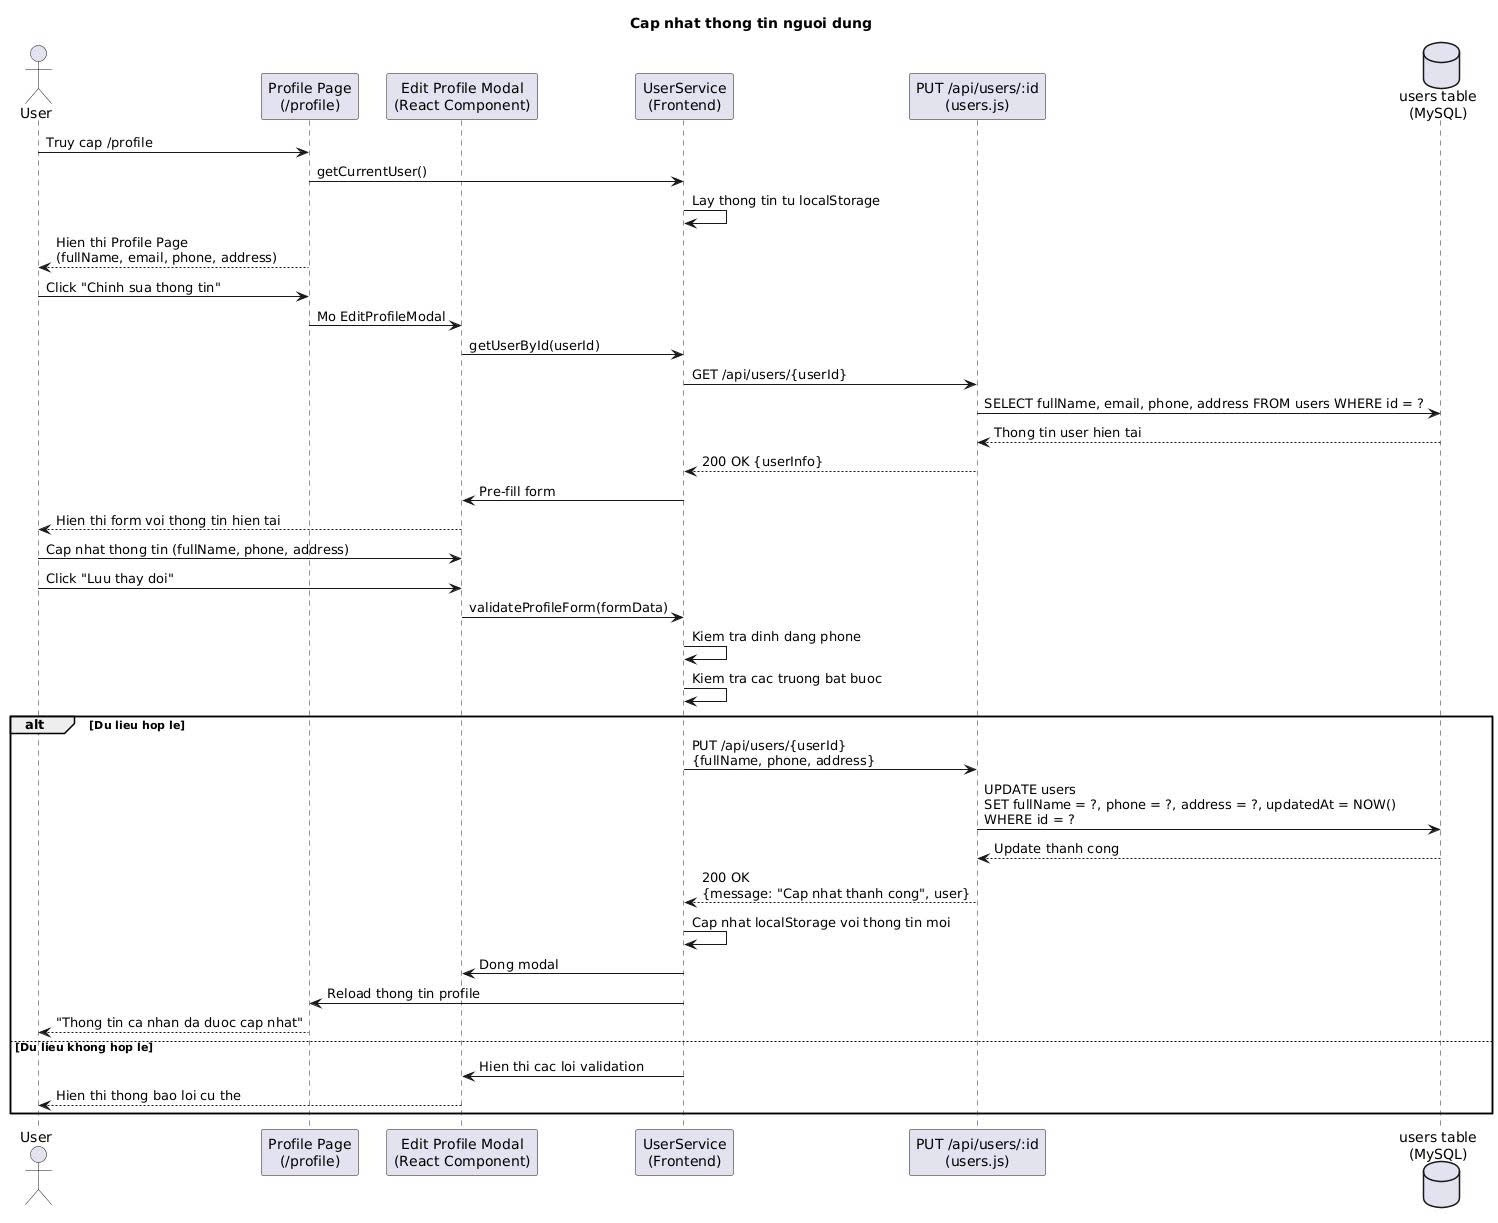 Cap nhat thong tin nguoi dung
User
Profile Page
(/profile)
Edit Profile Modal
(React Component)
UserService
(Frontend)
PUT /api/users/:id
(users.js)
users table
(MySQL)
Truy cap /profile
getCurrentUser()
Lay thong tin tu localStorage
Hien thi Profile Page
(fullName, email, phone, address)
Click "Chinh sua thong tin"
Mo EditProfileModal
getUserById(userId)
GET /api/users/{userId}
SELECT fullName, email, phone, address FROM users WHERE id = ?
Thong tin user hien tai
200 OK {userInfo}
Pre-fill form
Hien thi form voi thong tin hien tai
Cap nhat thong tin (fullName, phone, address)
Click "Luu thay doi"
validateProfileForm(formData)
Kiem tra dinh dang phone
Kiem tra cac truong bat buoc
alt [Du lieu hop le]
PUT /api/users/{userId}
{fullName, phone, address}
UPDATE users
SET fullName = ?, phone = ?, address = ?, updatedAt = NOW()
WHERE id = ?
Update thanh cong
200 OK
{message: "Cap nhat thanh cong", user}
Cap nhat localStorage voi thong tin moi
Dong modal
Reload thong tin profile
"Thong tin ca nhan da duoc cap nhat"
[Du lieu khong hop le]
Hien thi cac loi validation
Hien thi thong bao loi cu the
User
Profile Page
(/profile)
Edit Profile Modal
(React Component)
UserService
(Frontend)
PUT /api/users/:id
(users.js)
users table
(MySQL)